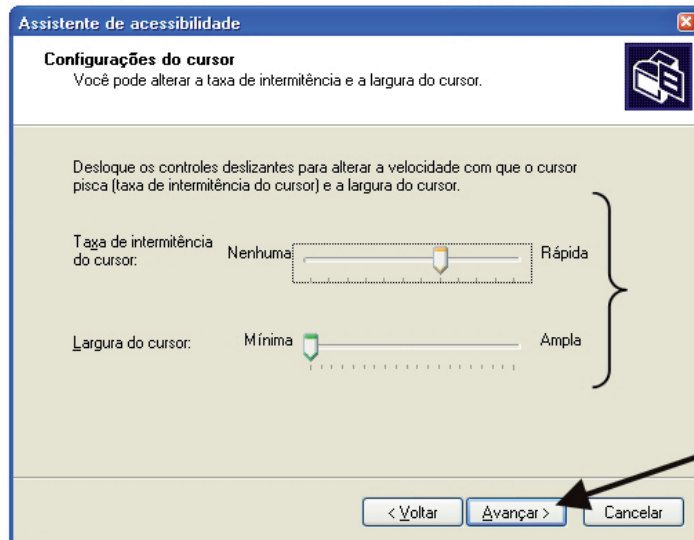 Assistente de acessibilidade
Configurações do cursor
Você pode alterar a taxa de intermitência e a largura do cursor.
Desloque os controles deslizantes para alterar a velocidade com que o cursor
pisca (taxa de intermitência do cursor) e a largura do cursor.
Taxa de intermitência
do cursor:
Nenhuma
Rápida
Largura do cursor:
Mínima
Ampla
< Voltar
Avançar >
Cancelar